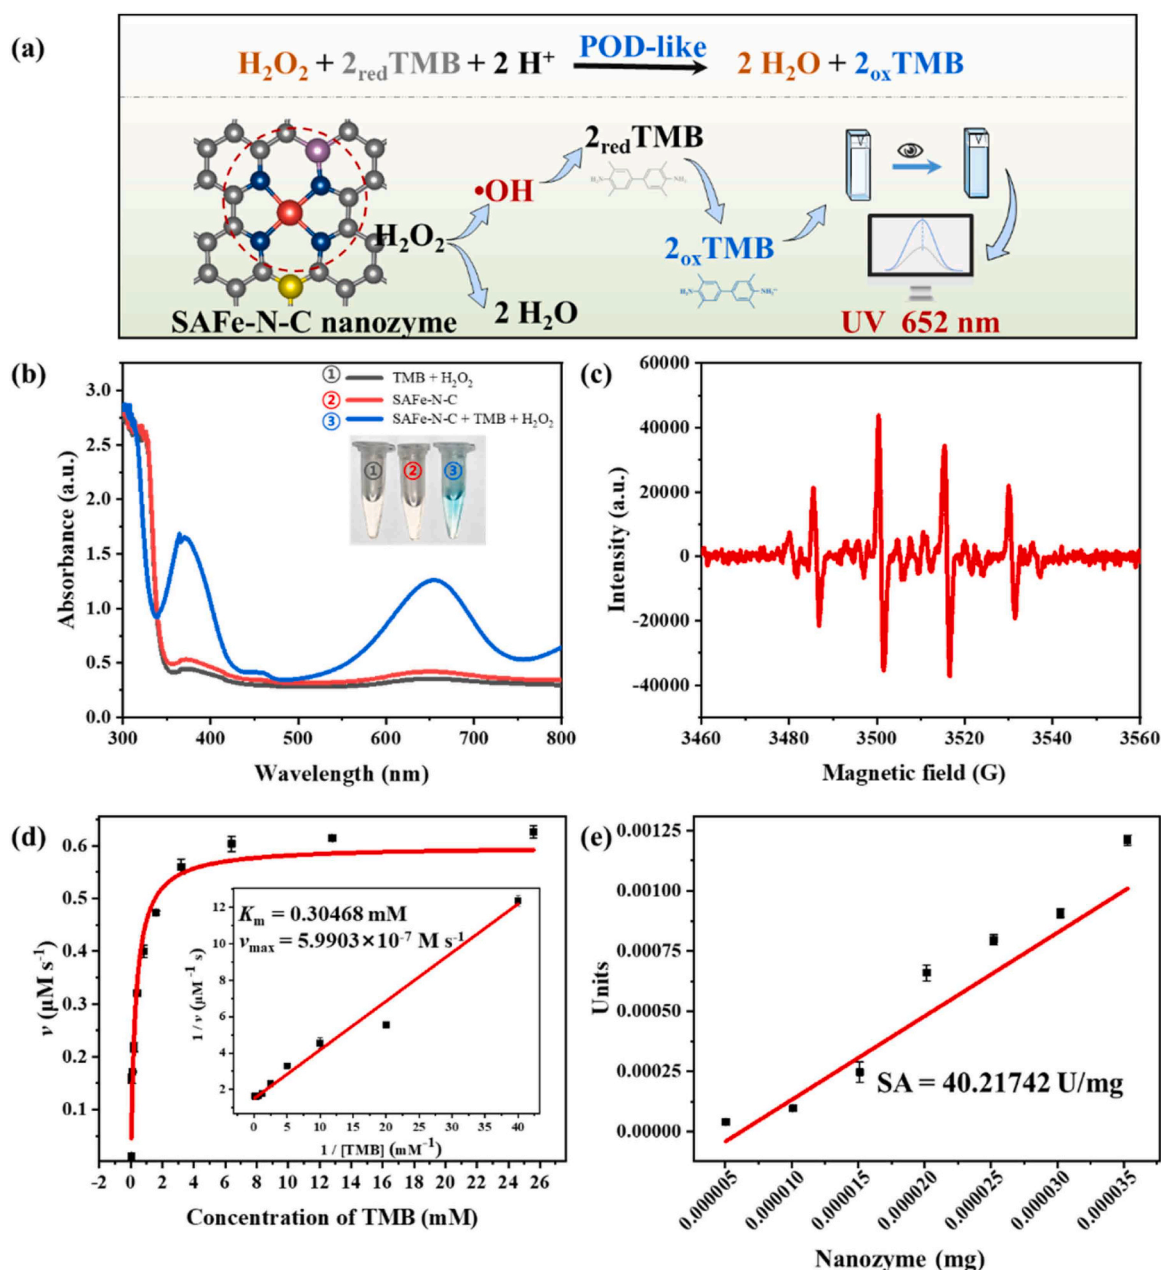 (a)
H₂O₂ + 2redTMB + 2 H⁺ POD-like 2 H₂O + 2oxTMB
SAFe-N-C nanozyme
H₂O₂
•OH
2 H₂O
2redTMB
H₂N NH₂
2oxTMB
UV 652 nm
(b)
① TMB + H₂O₂
② SAFe-N-C
③ SAFe-N-C + TMB + H₂O₂
① ② ③
Absorbance (a.u.)
3.0
2.5
2.0
1.5
1.0
0.5
0.0
300 400 500 600 700 800
Wavelength (nm)
(c)
Intensity (a.u.)
60000
40000
20000
0
-20000
-40000
3460 3480 3500 3520 3540 3560
Magnetic field (G)
(d)
v (μM s⁻¹)
0.6
0.5
0.4
0.3
0.2
0.1
-2 0 2 4 6 8 10 12 14 16 18 20 22 24 26
Concentration of TMB (mM)
Kₘ = 0.30468 mM
vmax = 5.9903×10⁻⁷ M s⁻¹
1 / v (μM⁻¹ s)
12
10
8
6
4
2
0 5 10 15 20 25 30 35 40
1 / [TMB] (mM⁻¹)
(e)
Units
0.00125
0.00100
0.00075
0.00050
0.00025
0.00000
SA = 40.21742 U/mg
0.000005 0.000010 0.000015 0.000020 0.000025 0.000030 0.000035
Nanozyme (mg)